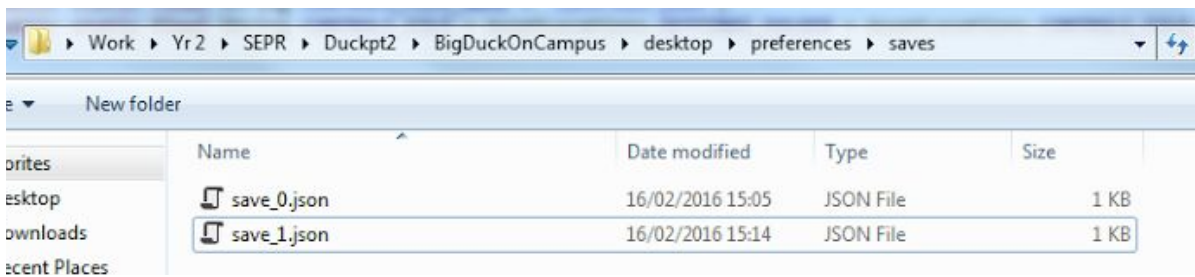 Work ▸ Yr 2 ▸ SEPR ▸ Duckpt2 ▸ BigDuckOnCampus ▸ desktop ▸ preferences ▸ saves
New folder
Name Date modified Type Size
orites
esktop
save_0.json 16/02/2016 15:05 JSON File 1 KB
ownloads
save_1.json 16/02/2016 15:14 JSON File 1 KB
ecent Places